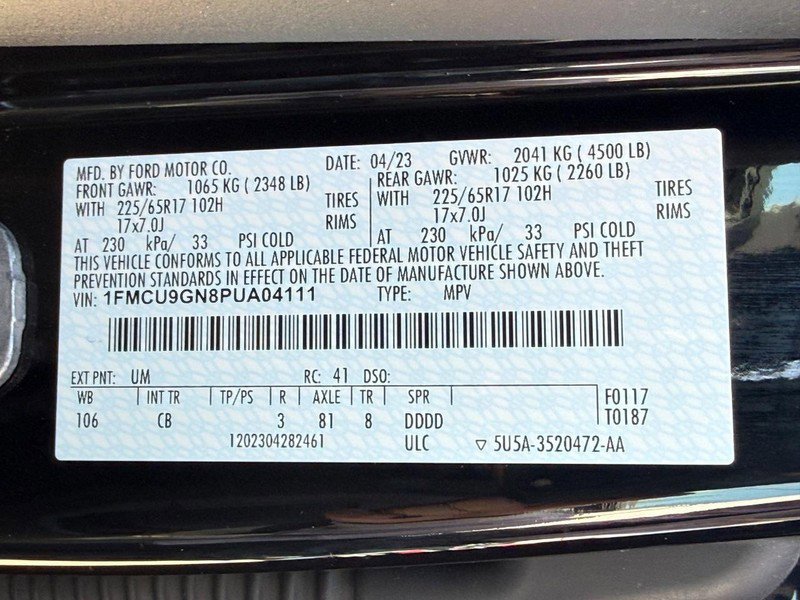 MFD. BY FORD MOTOR CO. DATE: 04/23 GVWR: 2041 KG ( 4500 LB)
FRONT GAWR: 1065 KG ( 2348 LB) REAR GAWR: 1025 KG ( 2260 LB)
WITH 225/65R17 102H TIRES WITH 225/65R17 102H TIRES
17x7.0J RIMS 17x7.0J RIMS
AT 230 kPa/ 33 PSI COLD AT 230 kPa/ 33 PSI COLD
THIS VEHICLE CONFORMS TO ALL APPLICABLE FEDERAL MOTOR VEHICLE SAFETY AND THEFT
PREVENTION STANDARDS IN EFFECT ON THE DATE OF MANUFACTURE SHOWN ABOVE.
VIN: 1FMCU9GN8PUA04111 TYPE: MPV
EXT PNT: UM RC: 41 DSO:
WB INT TR TP/PS R AXLE TR SPR F0117
106 CB 3 81 8 DDDD T0187
1202304282461 ULC ▽ 5U5A-3520472-AA